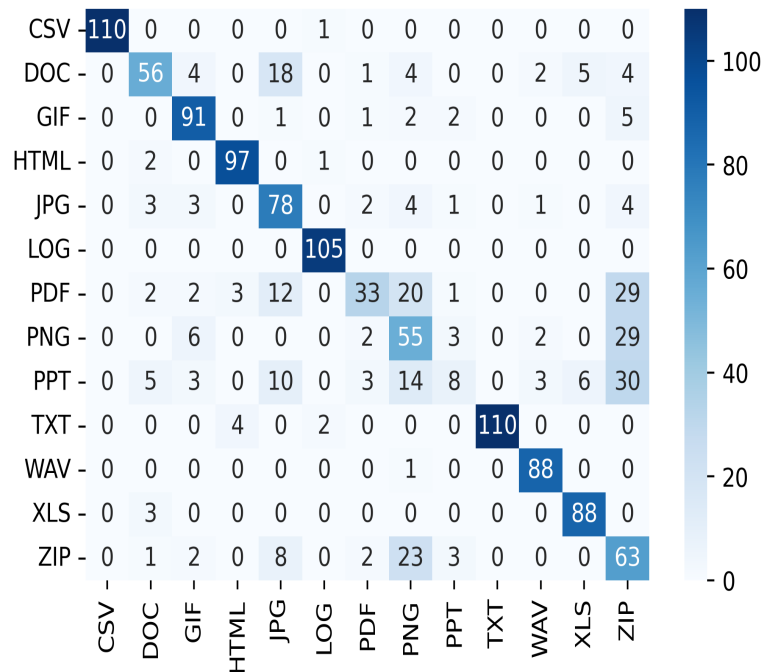 CSV 110 0 0 0 0 1 0 0 0 0 0 0 0
DOC 0 56 4 0 18 0 1 4 0 0 2 5 4
GIF 0 0 91 0 1 0 1 2 2 0 0 0 5
HTML 0 2 0 97 0 1 0 0 0 0 0 0 0
JPG 0 3 3 0 78 0 2 4 1 0 1 0 4
LOG 0 0 0 0 0 105 0 0 0 0 0 0 0
PDF 0 2 2 3 12 0 33 20 1 0 0 0 29
PNG 0 0 6 0 0 0 2 55 3 0 2 0 29
PPT 0 5 3 0 10 0 3 14 8 0 3 6 30
TXT 0 0 0 4 0 2 0 0 0 110 0 0 0
WAV 0 0 0 0 0 0 0 1 0 0 88 0 0
XLS 0 3 0 0 0 0 0 0 0 0 0 88 0
ZIP 0 1 2 0 8 0 2 23 3 0 0 0 63
CSV DOC GIF HTML JPG LOG PDF PNG PPT TXT WAV XLS ZIP
100
80
60
40
20
0